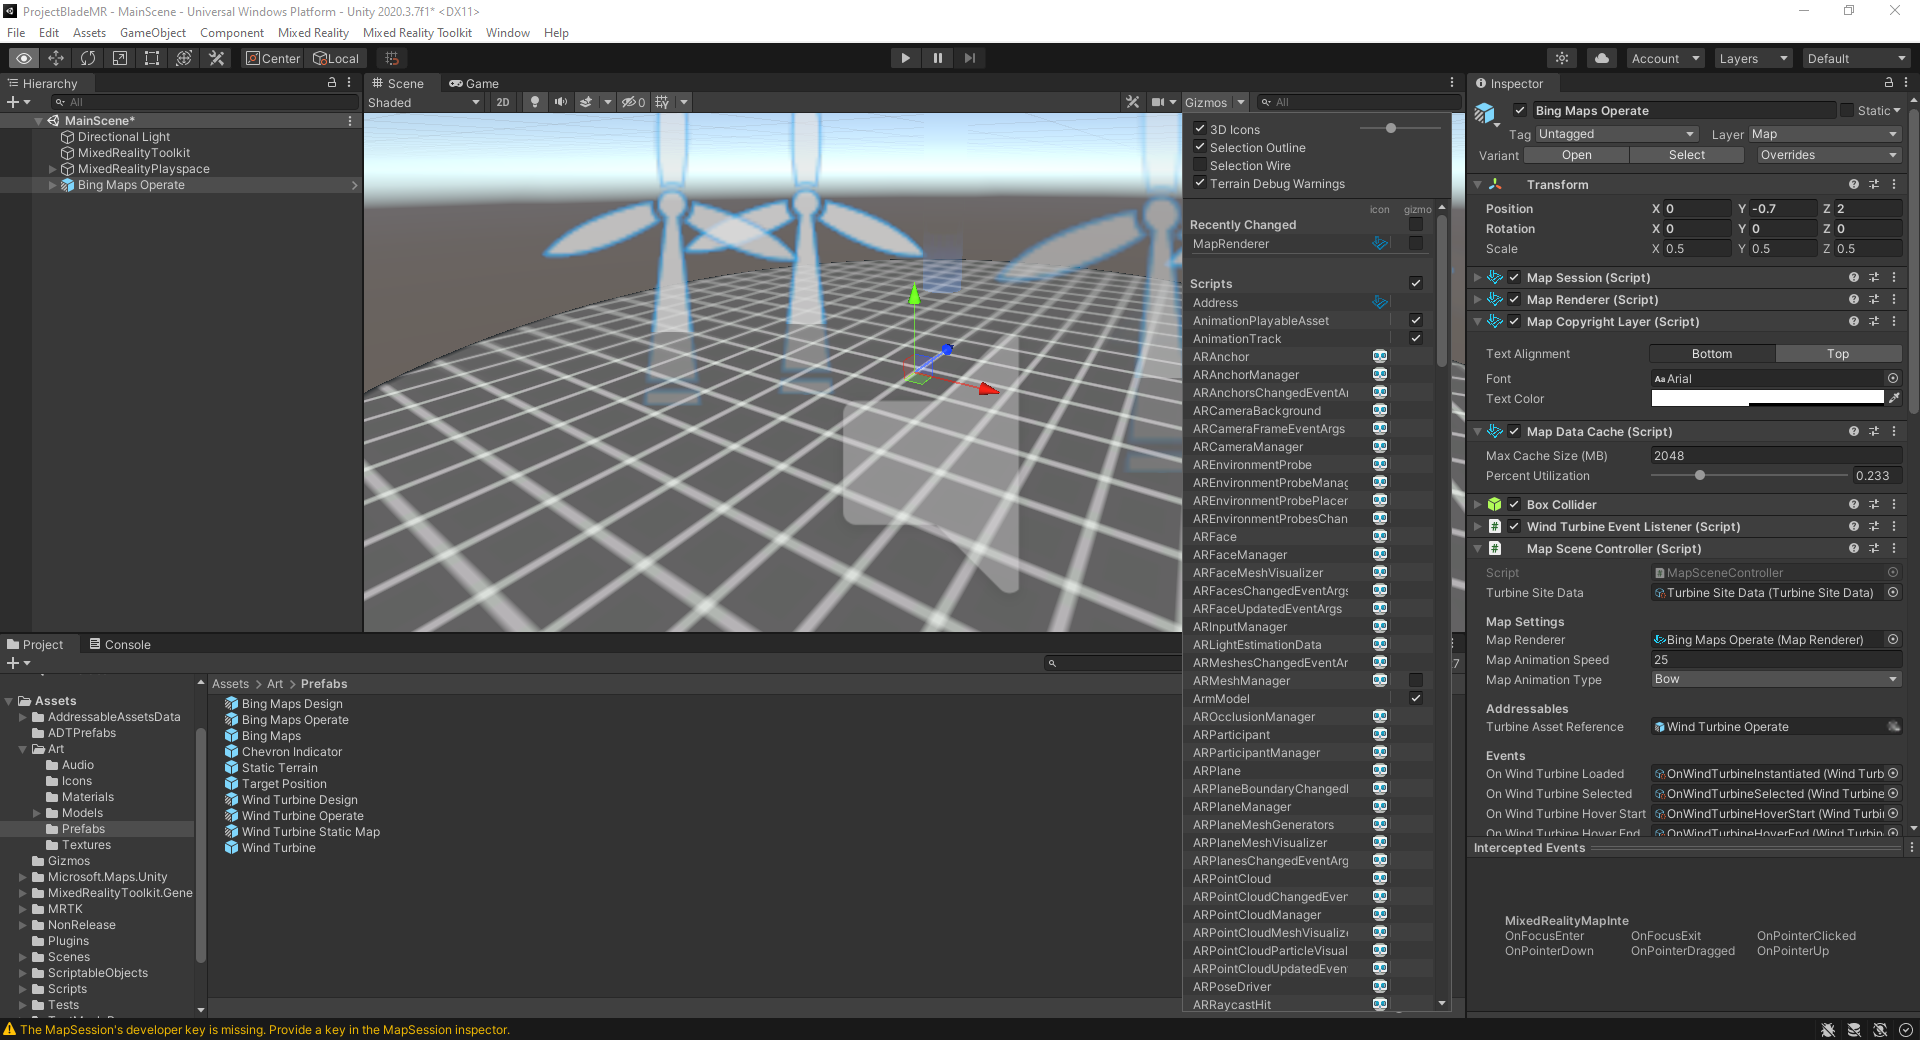 ProjectBladeMR - MainScene - Universal Windows Platform - Unity 2020.3.7f1* <DX11>
File Edit Assets GameObject Component Mixed Reality Mixed Reality Toolkit Window Help
Center Local Account Layers Default
Hierarchy
All
MainScene*
Directional Light
MixedRealityToolkit
MixedRealityPlayspace
Bing Maps Operate
Scene Game
Shaded 2D 0 Gizmos All
3D Icons
Selection Outline
Selection Wire
Terrain Debug Warnings
icon gizmo
Recently Changed
MapRenderer
Scripts
Address
AnimationPlayableAsset
AnimationTrack
ARAnchor
ARAnchorManager
ARAnchorsChangedEventAr
ARCameraBackground
ARCameraFrameEventArgs
ARCameraManager
AREnvironmentProbe
AREnvironmentProbeManag
AREnvironmentProbePlacer
AREnvironmentProbesChan
ARFace
ARFaceManager
ARFaceMeshVisualizer
ARFacesChangedEventArgs
ARFaceUpdatedEventArgs
ARInputManager
ARLightEstimationData
ARMeshesChangedEventAr
ARMeshManager
ArmModel
AROcclusionManager
ARParticipant
ARParticipantManager
ARPlane
ARPlaneBoundaryChangedI
ARPlaneManager
ARPlaneMeshGenerators
ARPlaneMeshVisualizer
ARPlanesChangedEventArg
ARPointCloud
ARPointCloudChangedEver
ARPointCloudManager
ARPointCloudMeshVisualize
ARPointCloudParticleVisual
ARPointCloudUpdatedEven
ARPoseDriver
ARRaycastHit
Project Console
7
Assets
AddressableAssetsData
ADTPrefabs
Art
Audio
Icons
Materials
Models
Prefabs
Textures
Gizmos
Microsoft.Maps.Unity
MixedRealityToolkit.Gene
MRTK
NonRelease
Plugins
Scenes
ScriptableObjects
Scripts
Tests
Assets > Art > Prefabs
Bing Maps Design
Bing Maps Operate
Bing Maps
Chevron Indicator
Static Terrain
Target Position
Wind Turbine Design
Wind Turbine Operate
Wind Turbine Static Map
Wind Turbine
Inspector
Bing Maps Operate Static
Tag Untagged Layer Map
Variant Open Select Overrides
Transform
Position X 0 Y -0.7 Z 2
Rotation X 0 Y 0 Z 0
Scale X 0.5 Y 0.5 Z 0.5
Map Session (Script)
Map Renderer (Script)
Map Copyright Layer (Script)
Text Alignment Bottom Top
Font Aa Arial
Text Color
Map Data Cache (Script)
Max Cache Size (MB) 2048
Percent Utilization 0.233
Box Collider
# Wind Turbine Event Listener (Script)
# Map Scene Controller (Script)
Script MapSceneController
Turbine Site Data Turbine Site Data (Turbine Site Data)
Map Settings
Map Renderer Bing Maps Operate (Map Renderer)
Map Animation Speed 25
Map Animation Type Bow
Addressables
Turbine Asset Reference Wind Turbine Operate
Events
On Wind Turbine Loaded OnWindTurbineInstantiated (Wind Turb
On Wind Turbine Selected OnWindTurbineSelected (Wind Turbine
On Wind Turbine Hover Start OnWindTurbineHoverStart (Wind Turbi
On Wind Turbine Hover End OnWindTurbineHoverEnd (Wind Turbin
Intercepted Events
MixedRealityMapInte
OnFocusEnter OnFocusExit OnPointerClicked
OnPointerDown OnPointerDragged OnPointerUp
The MapSession's developer key is missing. Provide a key in the MapSession inspector.